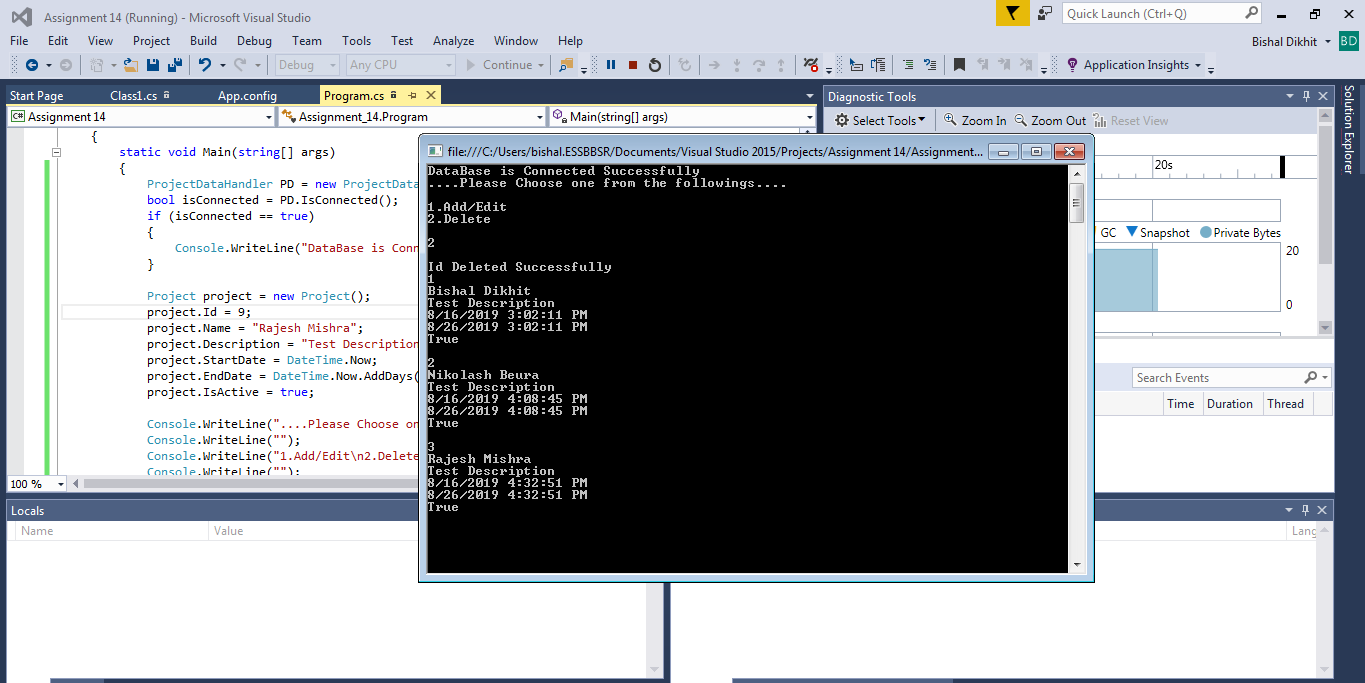 Assignment 14 (Running) - Microsoft Visual Studio
Quick Launch (Ctrl+Q)
File Edit View Project Build Debug Team Tools Test Analyze Window Help
Bishal Dikhit BD
Debug Any CPU Continue Application Insights
Start Page Class1.cs App.config Program.cs
C# Assignment 14 Assignment_14.Program Main(string[] args)
{
static void Main(string[] args)
{
ProjectDataHandler PD = new ProjectData
bool isConnected = PD.IsConnected();
if (isConnected == true)
{
Console.WriteLine("DataBase is Conn
}
Project project = new Project();
project.Id = 9;
project.Name = "Rajesh Mishra";
project.Description = "Test Description
project.StartDate = DateTime.Now;
project.EndDate = DateTime.Now.AddDays(
project.IsActive = true;
Console.WriteLine("....Please Choose on
Console.WriteLine("");
Console.WriteLine("1.Add/Edit\n2.Delete
Console.WriteLine("");
100 %
file:///C:/Users/bishal.ESSBBSR/Documents/Visual Studio 2015/Projects/Assignment 14/Assignment...
DataBase is Connected Successfully
....Please Choose one from the followings....
1.Add/Edit
2.Delete
2
Id Deleted Successfully
1
Bishal Dikhit
Test Description
8/16/2019 3:02:11 PM
8/26/2019 3:02:11 PM
True
2
Nikolash Beura
Test Description
8/16/2019 4:08:45 PM
8/26/2019 4:08:45 PM
True
3
Rajesh Mishra
Test Description
8/16/2019 4:32:51 PM
8/26/2019 4:32:51 PM
True
Diagnostic Tools
Select Tools Zoom In Zoom Out Reset View
20s
GC Snapshot Private Bytes
20
0
Search Events
Time Duration Thread
Solution Explorer
Locals
Name Value
Lang